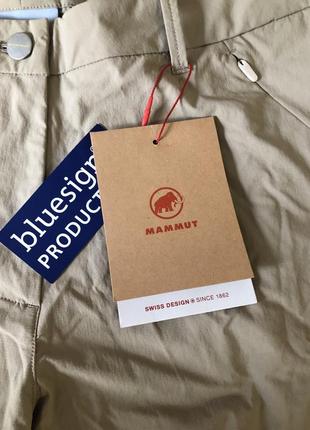 bluesign®
PRODUCT
MAMMUT
SWISS DESIGN SINCE 1862